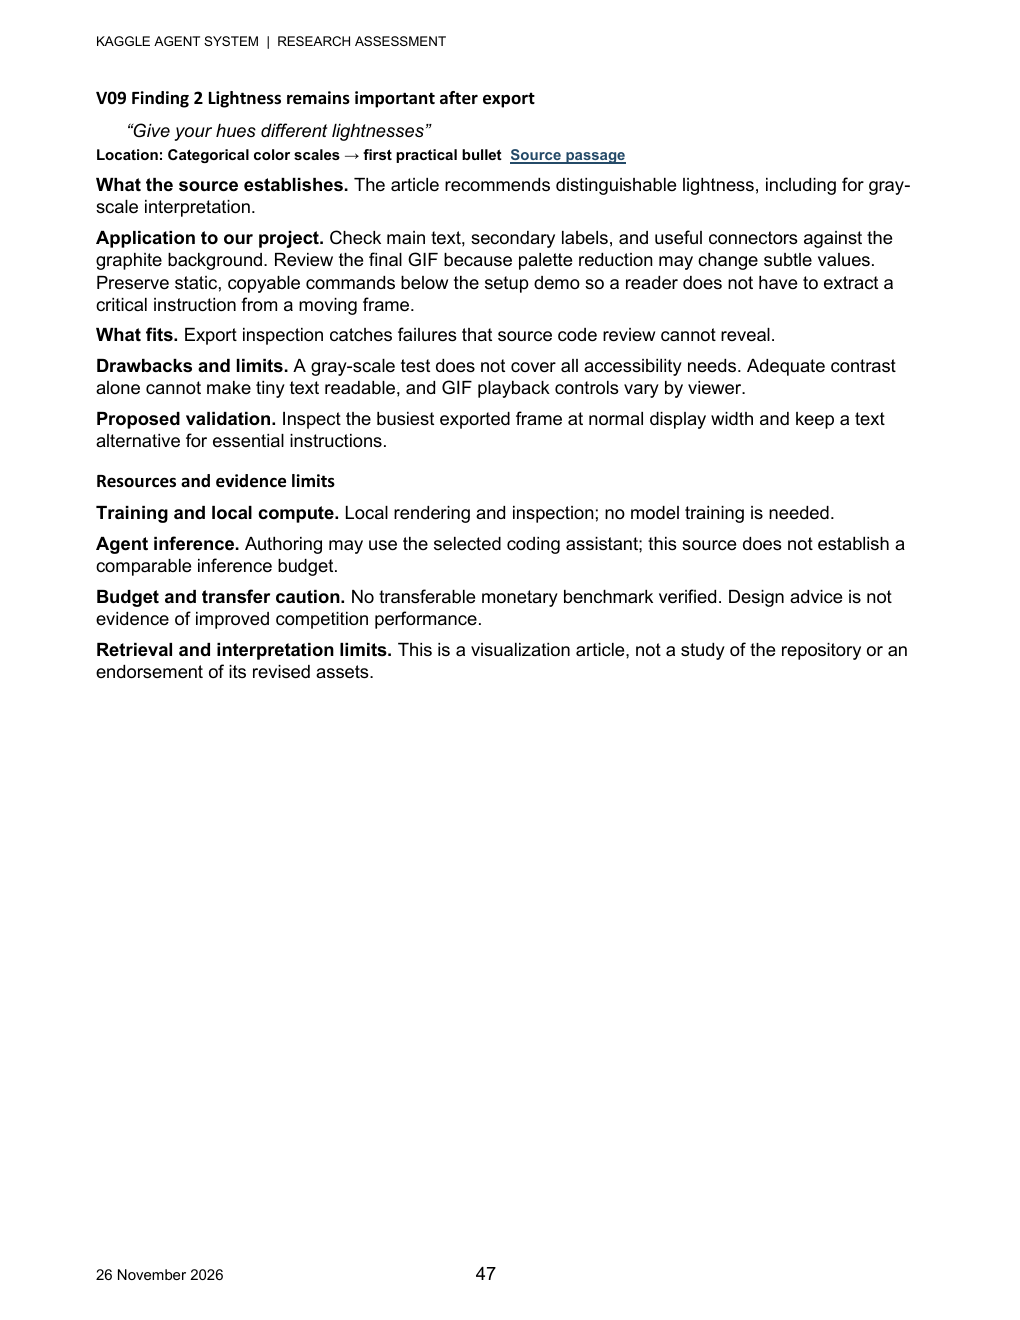 KAGGLE AGENT SYSTEM | RESEARCH ASSESSMENT
V09 Finding 2 Lightness remains important after export
“Give your hues different lightnesses”
Location: Categorical color scales → first practical bullet Source passage
What the source establishes. The article recommends distinguishable lightness, including for gray-
scale interpretation.
Application to our project. Check main text, secondary labels, and useful connectors against the
graphite background. Review the final GIF because palette reduction may change subtle values.
Preserve static, copyable commands below the setup demo so a reader does not have to extract a
critical instruction from a moving frame.
What fits. Export inspection catches failures that source code review cannot reveal.
Drawbacks and limits. A gray-scale test does not cover all accessibility needs. Adequate contrast
alone cannot make tiny text readable, and GIF playback controls vary by viewer.
Proposed validation. Inspect the busiest exported frame at normal display width and keep a text
alternative for essential instructions.
Resources and evidence limits
Training and local compute. Local rendering and inspection; no model training is needed.
Agent inference. Authoring may use the selected coding assistant; this source does not establish a
comparable inference budget.
Budget and transfer caution. No transferable monetary benchmark verified. Design advice is not
evidence of improved competition performance.
Retrieval and interpretation limits. This is a visualization article, not a study of the repository or an
endorsement of its revised assets.
26 November 2026
47